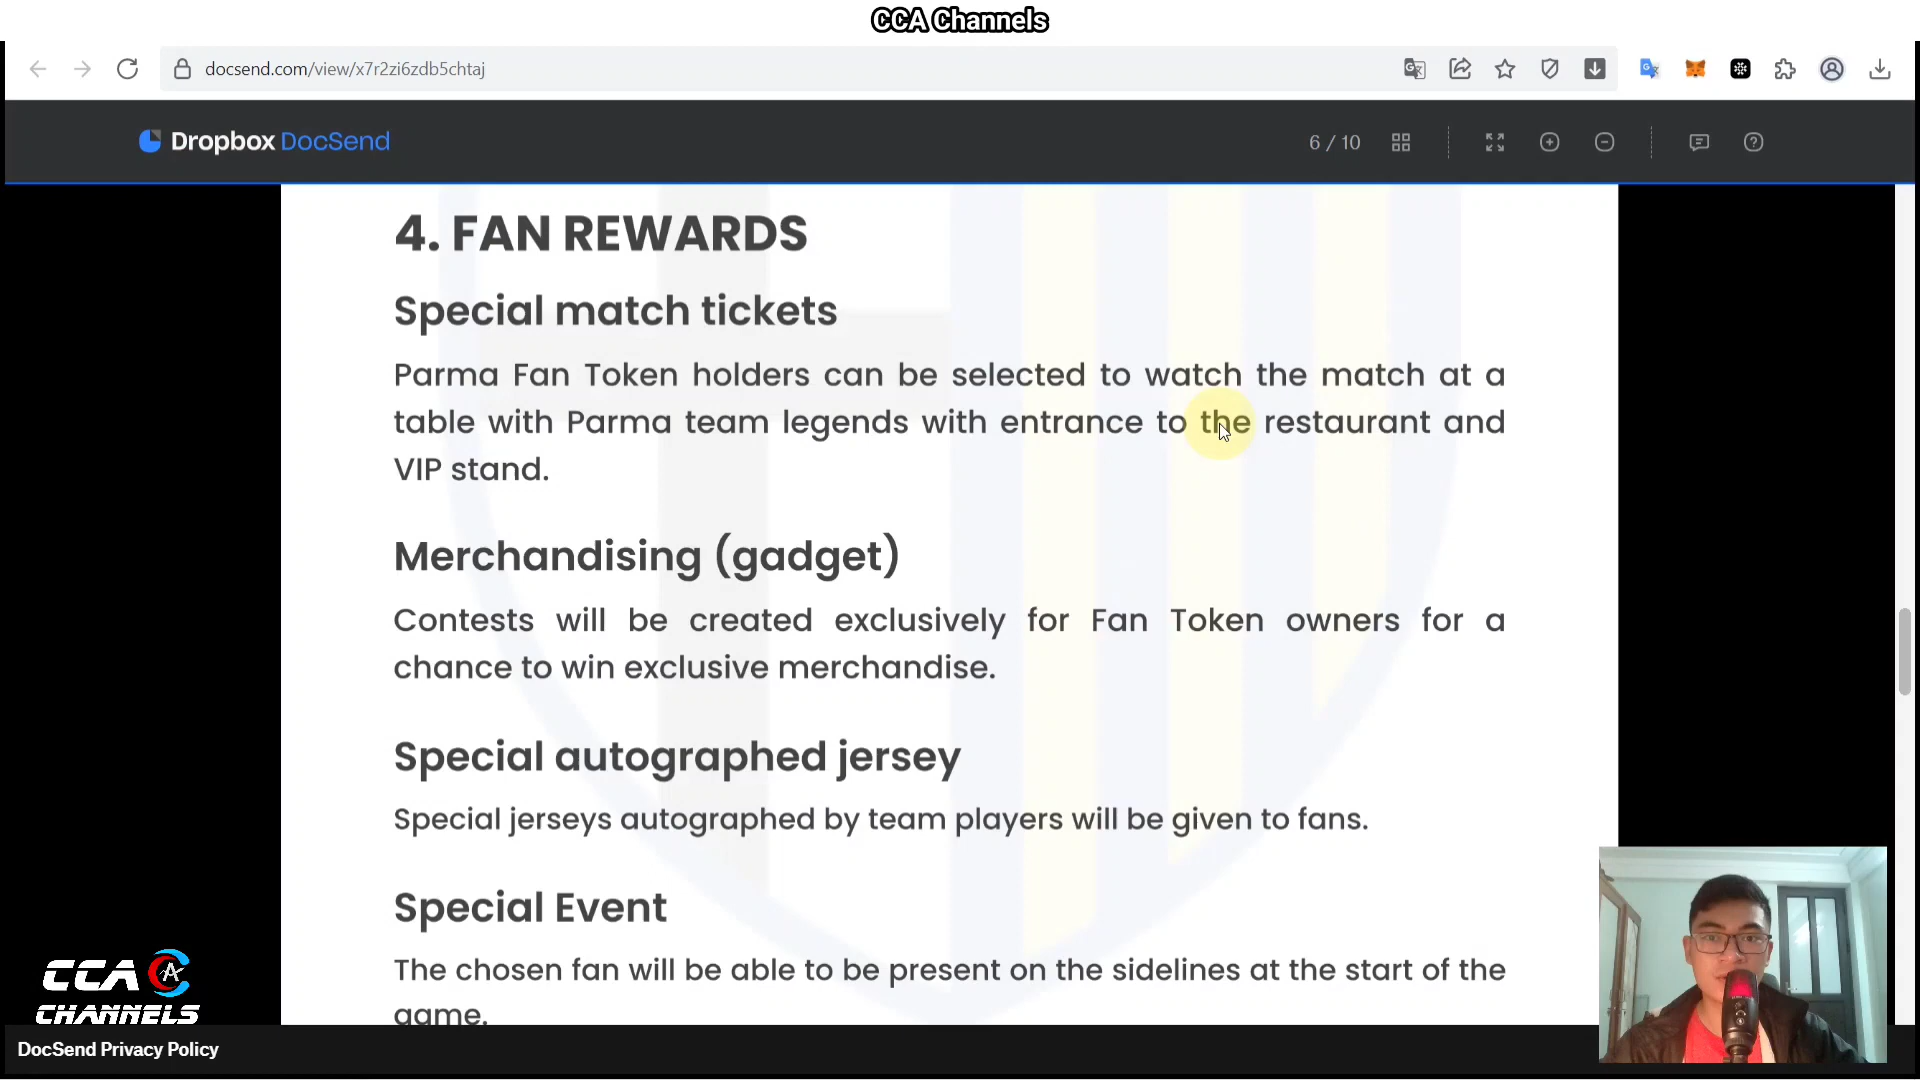 CCA Channels
docsend.com/view/x7r2zi6zdb5chtaj
Dropbox DocSend
6 / 10
4. FAN REWARDS
Special match tickets
Parma Fan Token holders can be selected to watch the match at a
table with Parma team legends with entrance to the restaurant and
VIP stand.
Merchandising (gadget)
Contests will be created exclusively for Fan Token owners for a
chance to win exclusive merchandise.
Special autographed jersey
Special jerseys autographed by team players will be given to fans.
Special Event
The chosen fan will be able to be present on the sidelines at the start of the
game.
CCA
CHANNELS
DocSend Privacy Policy